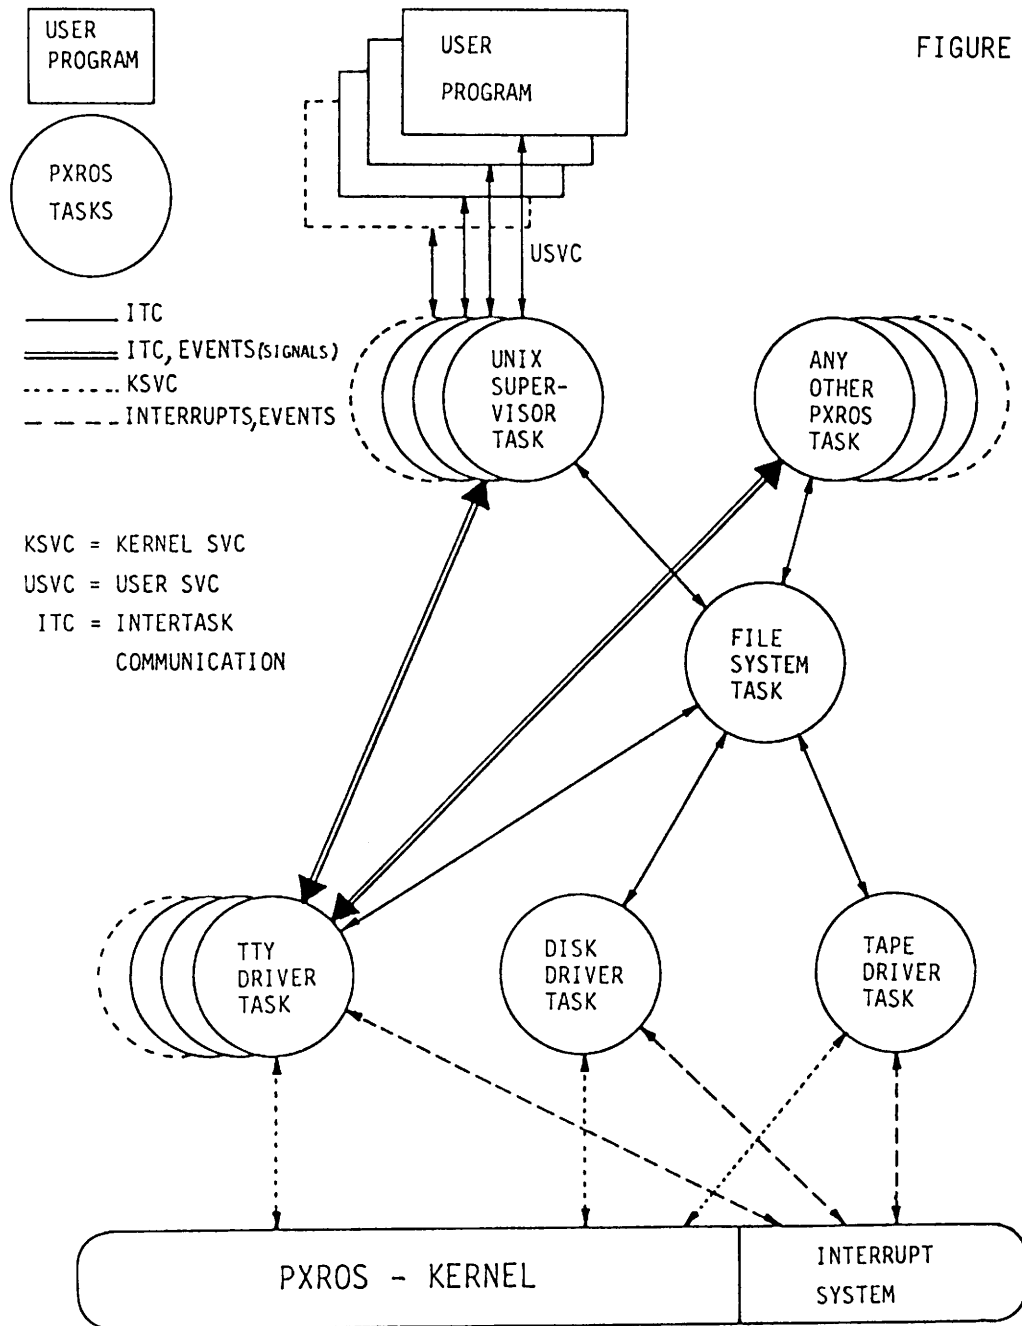 USER
PROGRAM
USER
PROGRAM
FIGURE
PXROS
TASKS
USVC
ITC
ITC, EVENTS(SIGNALS)
KSVC
INTERRUPTS,EVENTS
UNIX
SUPER-
VISOR
TASK
ANY
OTHER
PXROS
TASK
KSVC = KERNEL SVC
USVC = USER SVC
ITC = INTERTASK
COMMUNICATION
FILE
SYSTEM
TASK
TTY
DRIVER
TASK
DISK
DRIVER
TASK
TAPE
DRIVER
TASK
PXROS - KERNEL
INTERRUPT
SYSTEM